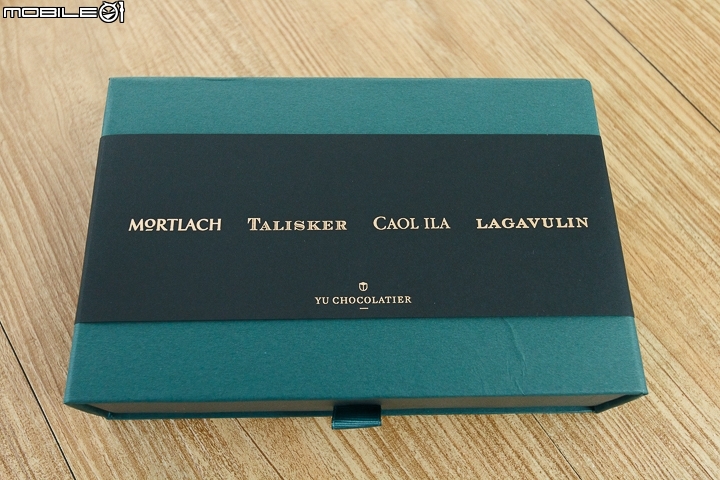 MOBILE01
MORTLACH TALISKER CAOL ILA LAGAVULIN
YU CHOCOLATIER